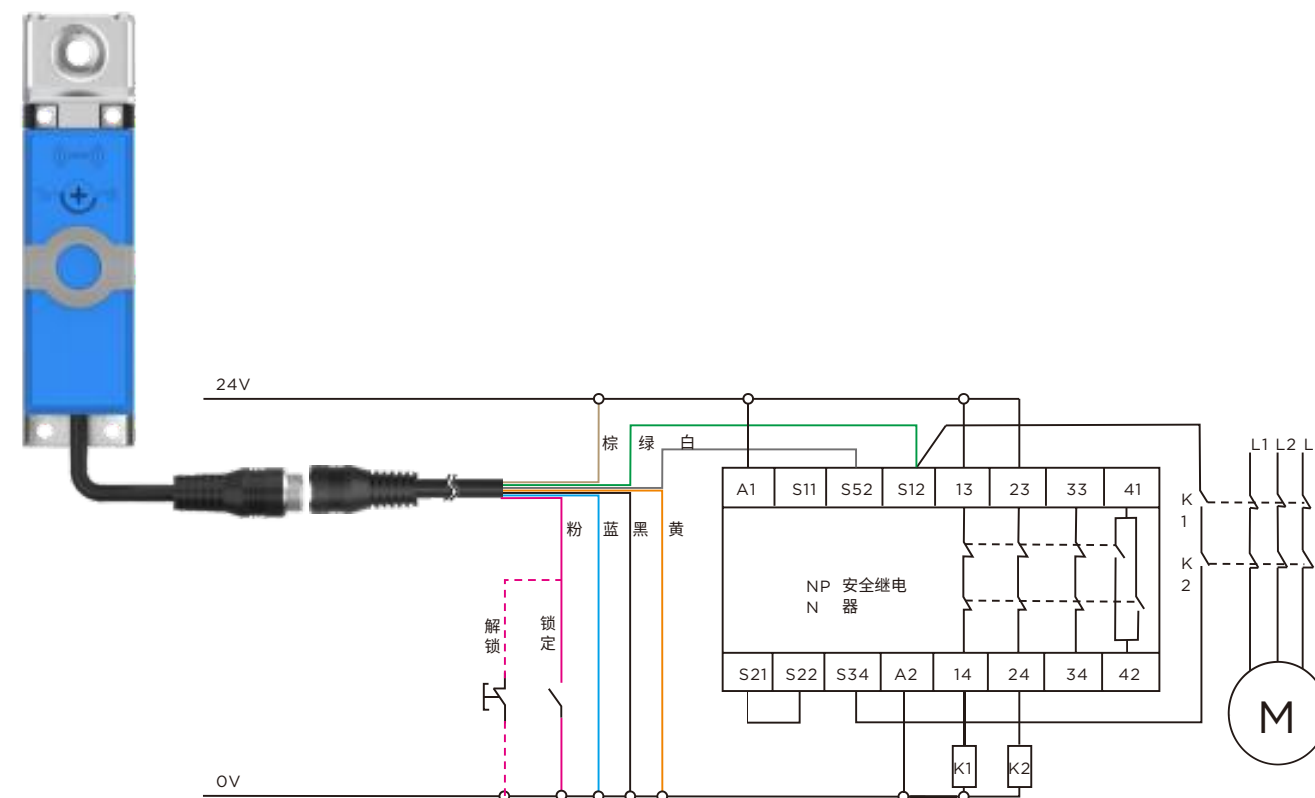 24V
棕 绿 白
L1 L2 L
A1 S11 S52 S12 13 23 33 41
K
1
粉 蓝 黑 黄
K
2
NP 安全继电
N 器
解
锁
锁
定
S21 S22 S34 A2 14 24 34 42
M
K1 K2
0V